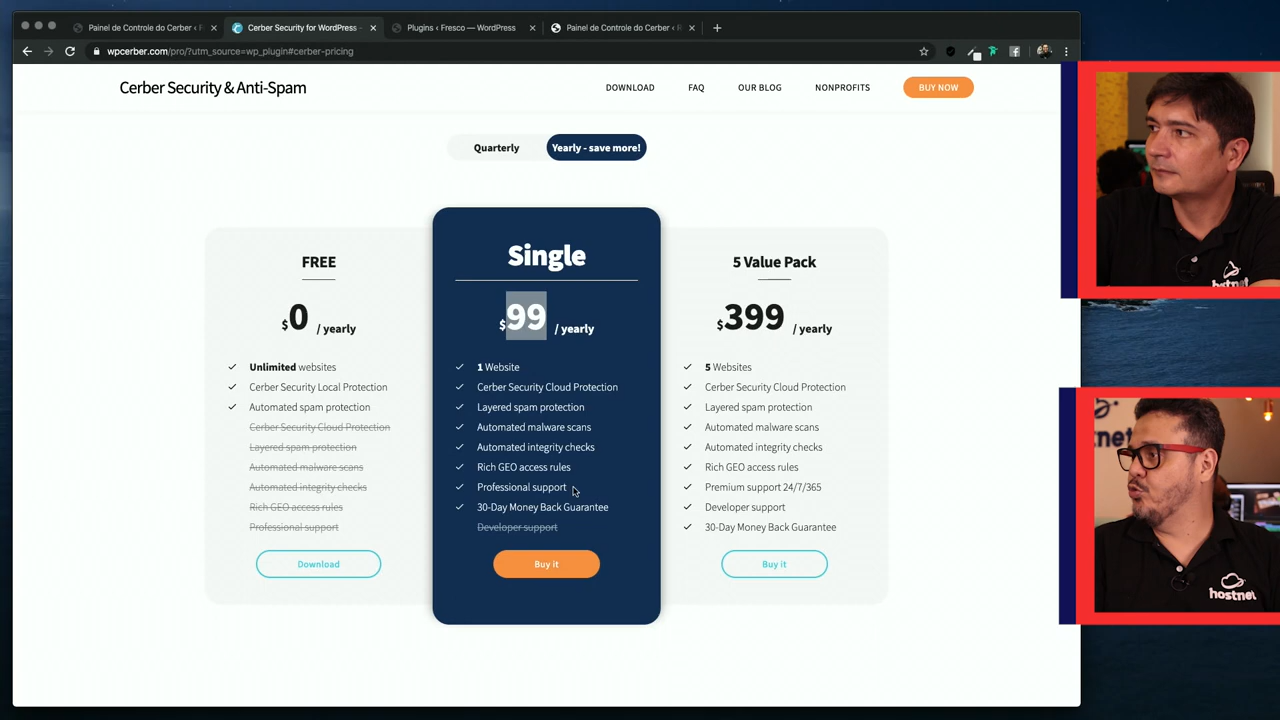 Painel de Controle do Cerber ‹ F
Cerber Security for WordPress -
Plugins ‹ Fresco — WordPress
Painel de Controle do Cerber ‹ R
wpcerber.com/pro/?utm_source=wp_plugin#cerber-pricing
Cerber Security & Anti-Spam
DOWNLOAD
FAQ
OUR BLOG
NONPROFITS
BUY NOW
Quarterly
Yearly - save more!
FREE
$0 / yearly
Unlimited websites
Cerber Security Local Protection
Automated spam protection
Cerber Security Cloud Protection
Layered spam protection
Automated malware scans
Automated integrity checks
Rich GEO access rules
Professional support
Download
Single
$99 / yearly
1 Website
Cerber Security Cloud Protection
Layered spam protection
Automated malware scans
Automated integrity checks
Rich GEO access rules
Professional support
30-Day Money Back Guarantee
Developer support
Buy it
5 Value Pack
$399 / yearly
5 Websites
Cerber Security Cloud Protection
Layered spam protection
Automated malware scans
Automated integrity checks
Rich GEO access rules
Premium support 24/7/365
Developer support
30-Day Money Back Guarantee
Buy it
hostnet